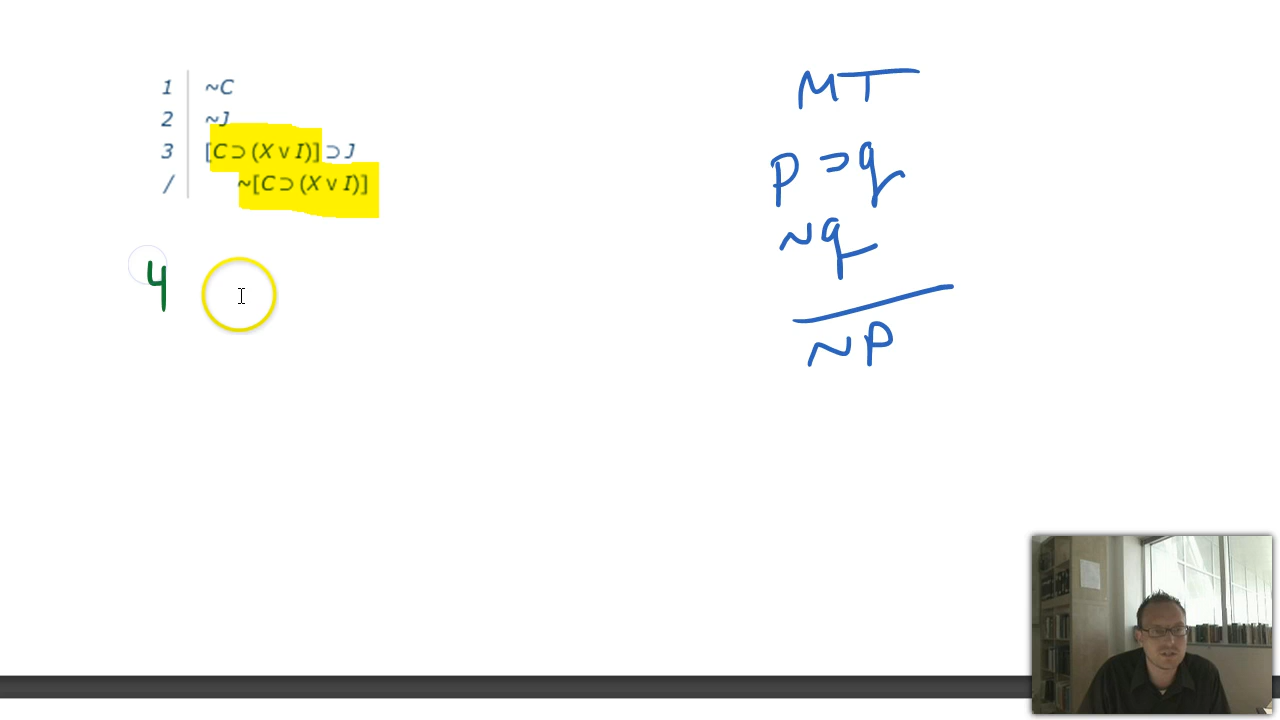 1 ~C
2 ~J
3 [C ⊃ (X v I)] ⊃ J
/ ~[C ⊃ (X v I)]
4
MT
p ⊃ q
~q
~P